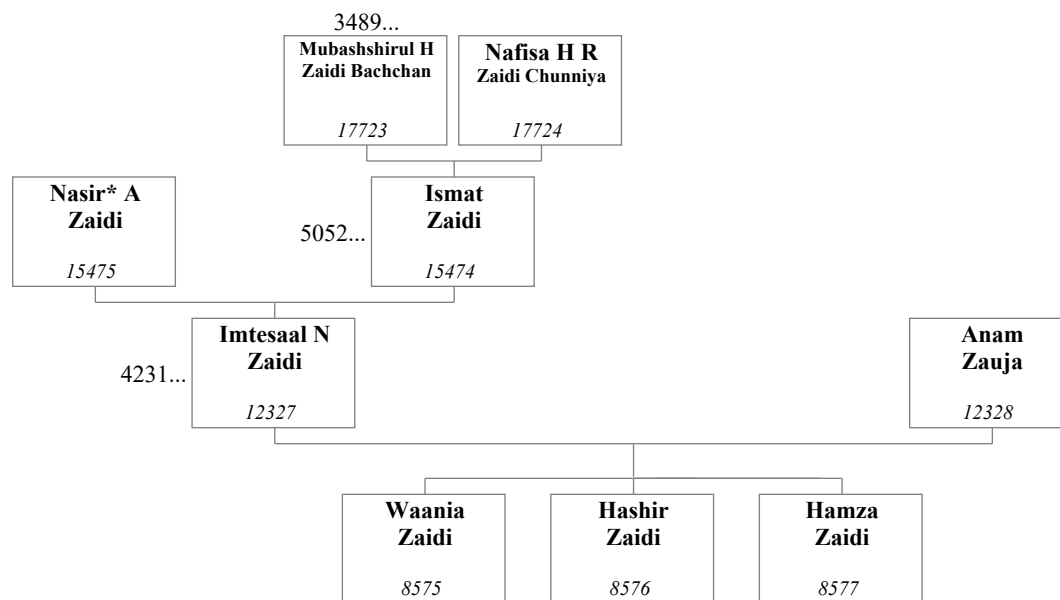 3489...
Mubashshirul H
Zaidi Bachchan
17723
Nafisa H R
Zaidi Chunniya
17724
Nasir* A
Zaidi
15475
5052...
Ismat
Zaidi
15474
4231...
Imtesaal N
Zaidi
12327
Anam
Zauja
12328
Waania
Zaidi
8575
Hashir
Zaidi
8576
Hamza
Zaidi
8577